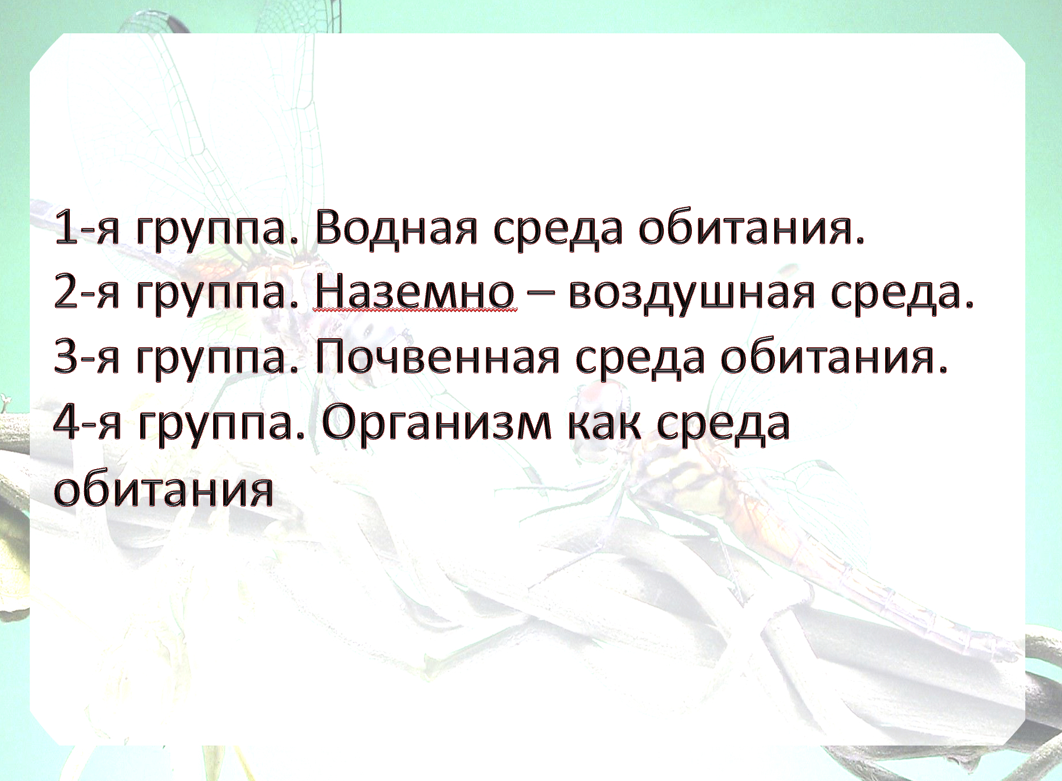 1-я группа. Водная среда обитания.
2-я группа. Наземно – воздушная среда.
3-я группа. Почвенная среда обитания.
4-я группа. Организм как среда
обитания